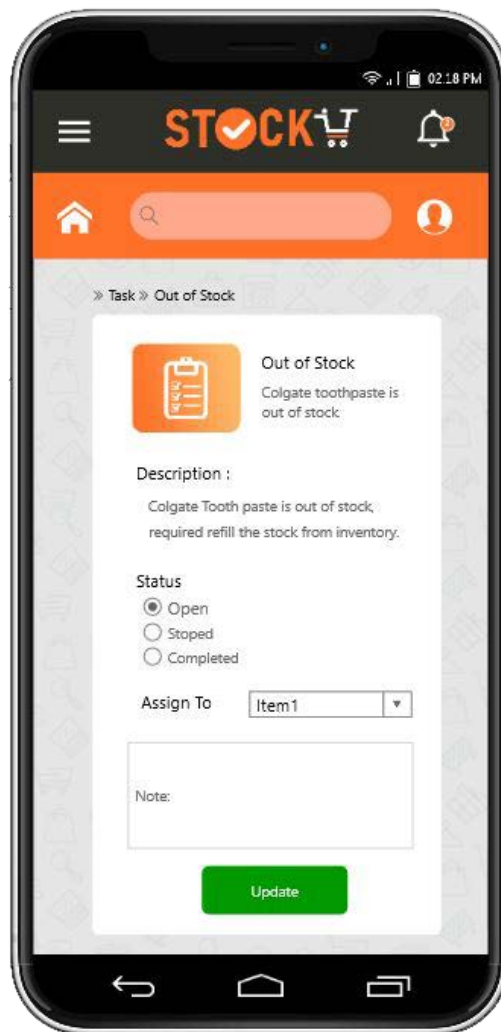 02.18 PM
STOCK IT
» Task » Out of Stock
Out of Stock
Colgate toothpaste is
out of stock.
Description :
Colgate Tooth paste is out of stock,
required refill the stock from inventory.
Status
Open
Stoped
Completed
Assign To
Item1
Note:
Update